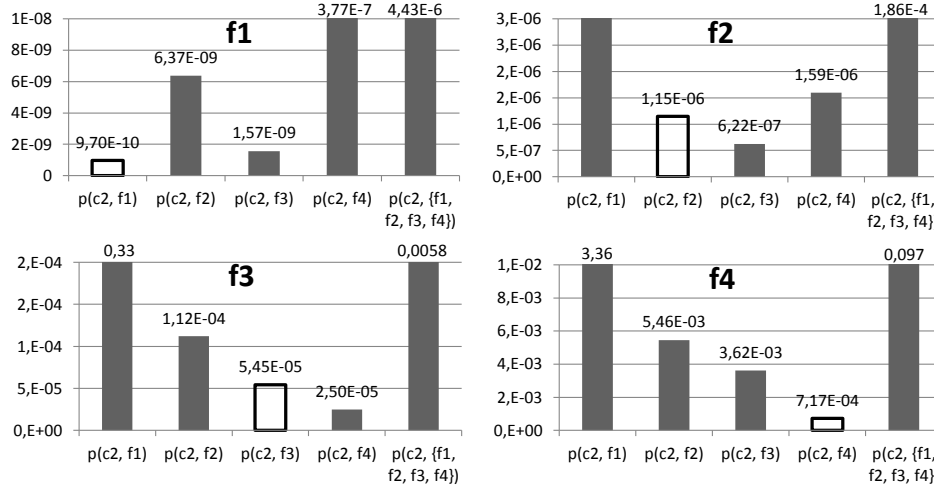 3,77E-7 4,43E-6
1E-08
f1
8E-09
6,37E-09
6E-09
4E-09
1,57E-09
2E-09
9,70E-10
0
p(c2, f1) p(c2, f2) p(c2, f3) p(c2, f4) p(c2, {f1,
f2, f3, f4})
1,86E-4
3,E-06
f2
3,E-06
2,E-06
1,59E-06
2,E-06
1,15E-06
1,E-06
6,22E-07
5,E-07
0,E+00
p(c2, f1) p(c2, f2) p(c2, f3) p(c2, f4) p(c2, {f1,
f2, f3, f4}
0,33 0,0058
2,E-04
f3
2,E-04
1,12E-04
1,E-04
5,45E-05
5,E-05
2,50E-05
0,E+00
p(c2, f1) p(c2, f2) p(c2, f3) p(c2, f4) p(c2, {f1,
f2, f3, f4})
3,36 0,097
1,E-02
f4
8,E-03
6,E-03
5,46E-03
4,E-03
3,62E-03
2,E-03
7,17E-04
0,E+00
p(c2, f1) p(c2, f2) p(c2, f3) p(c2, f4) p(c2, {f1,
f2, f3, f4}